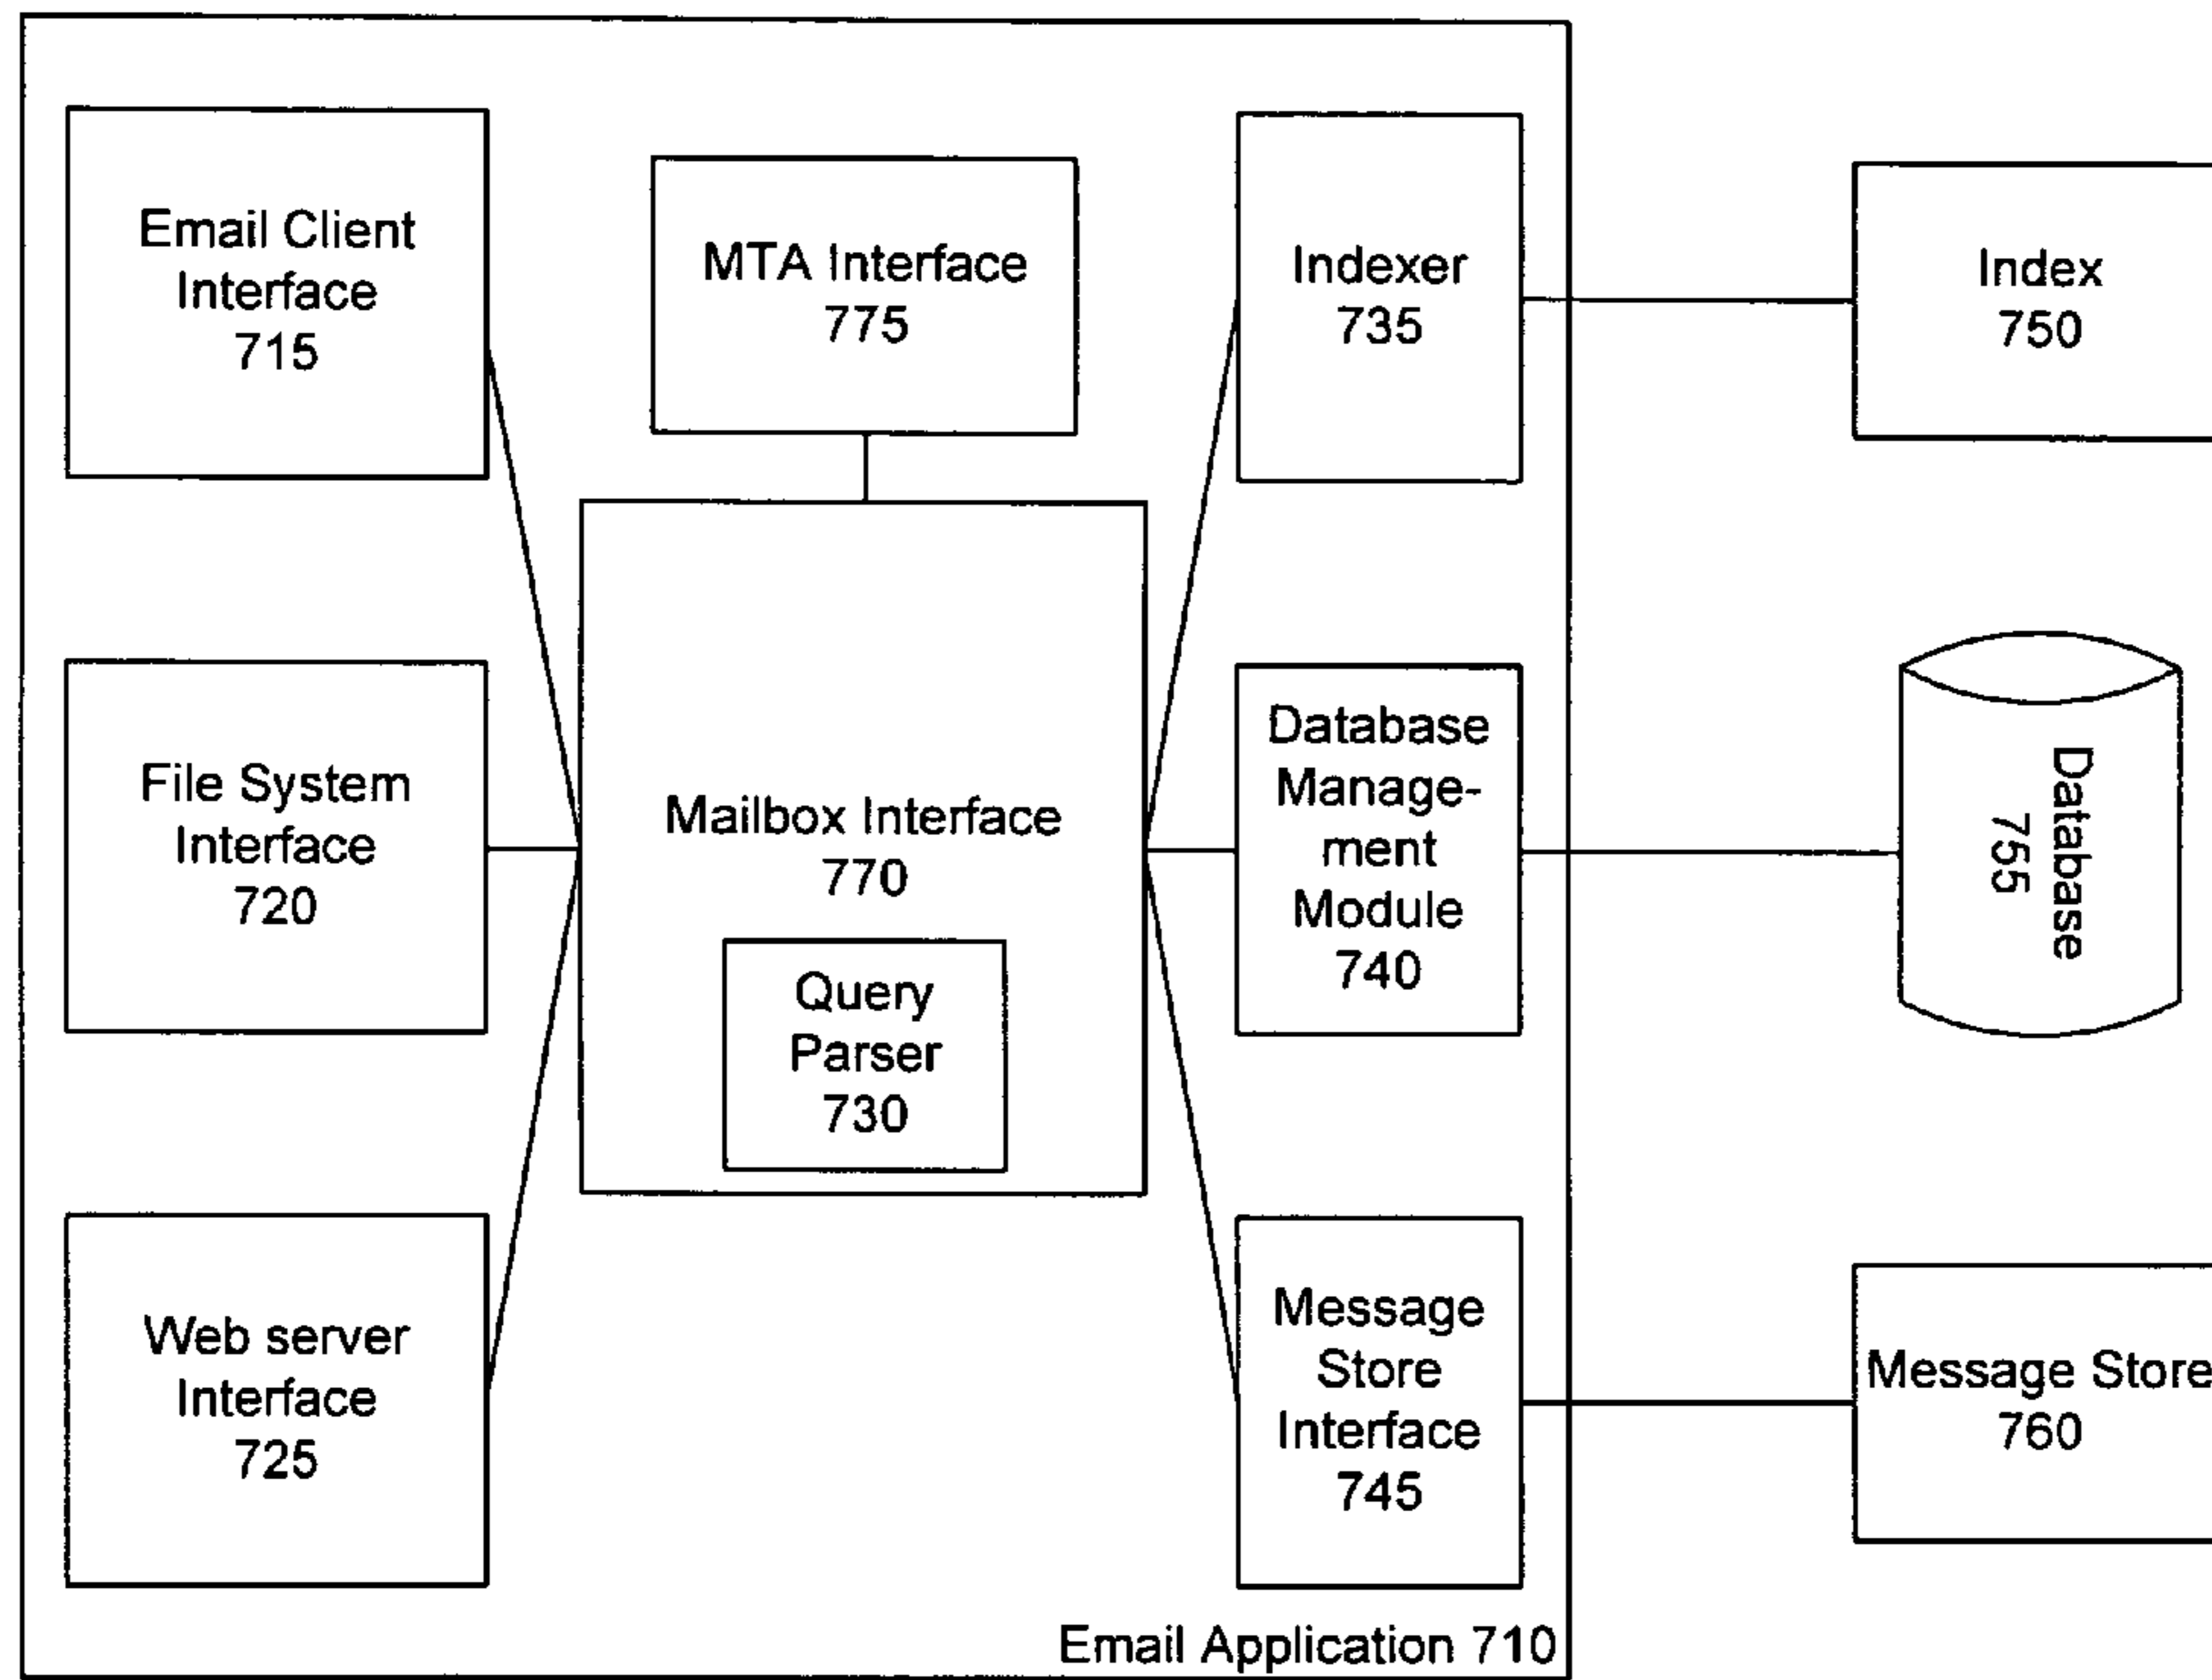 Email Client
Interface
715
MTA Interface
775
Indexer
735
Index
750
File System
Interface
720
Mailbox Interface
770
Query
Parser
730
Database
Manage-
ment
Module
740
Database
755
Web server
Interface
725
Message
Store
Interface
745
Message Store
760
Email Application 710